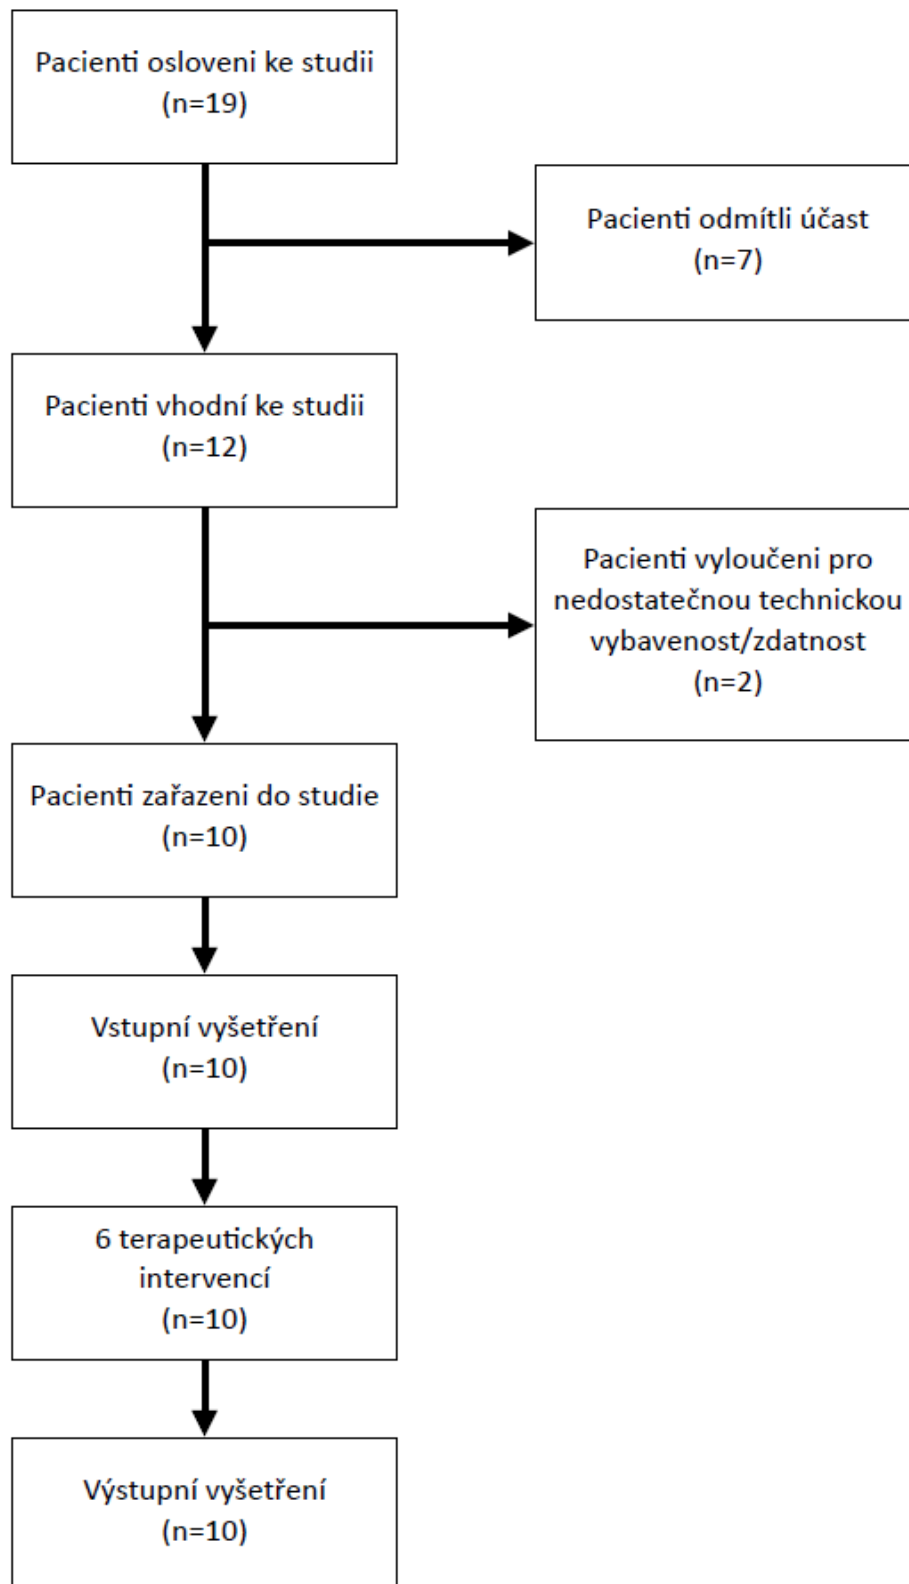 Pacienti osloveni ke studii
(n=19)
Pacienti odmítli účast
(n=7)
Pacienti vhodní ke studii
(n=12)
Pacienti vyloučeni pro
nedostatečnou technickou
vybavenost/zdatnost
(n=2)
Pacienti zařazeni do studie
(n=10)
Vstupní vyšetření
(n=10)
6 terapeutických
intervencí
(n=10)
Výstupní vyšetření
(n=10)